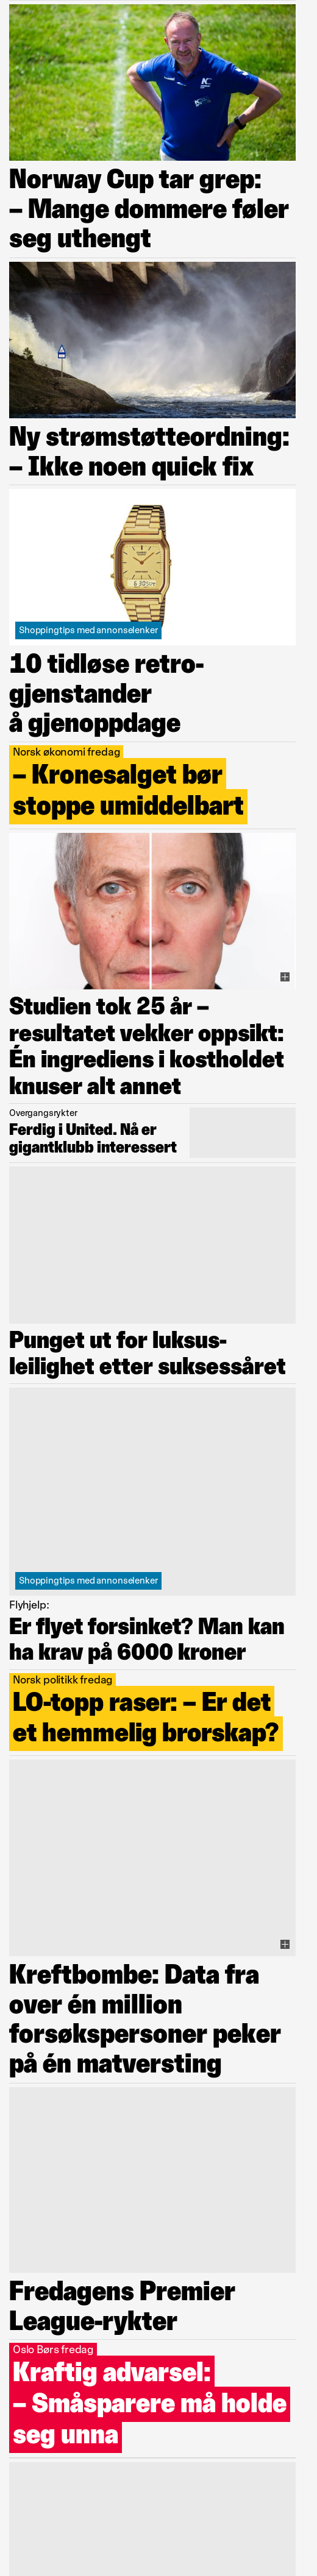 Norway Cup tar grep:
– Mange dommere føler
seg uthengt
Ny strømstøtteordning:
– Ikke noen quick fix
Shoppingtips med annonselenker
10 tidløse retro-
gjenstander
å gjenoppdage
Norsk økonomi fredag
– Kronesalget bør
stoppe umiddelbart
Studien tok 25 år –
resultatet vekker oppsikt:
Én ingrediens i kostholdet
knuser alt annet
Overgangsrykter
Ferdig i United. Nå er
gigantklubb interessert
Punget ut for luksus-
leilighet etter suksessåret
Shoppingtips med annonselenker
Flyhjelp:
Er flyet forsinket? Man kan
ha krav på 6000 kroner
Norsk politikk fredag
LO-topp raser: – Er det
et hemmelig brorskap?
Kreftbombe: Data fra
over én million
forsøkspersoner peker
på én matversting
Fredagens Premier
League-rykter
Oslo Børs fredag
Kraftig advarsel:
– Småsparere må holde
seg unna